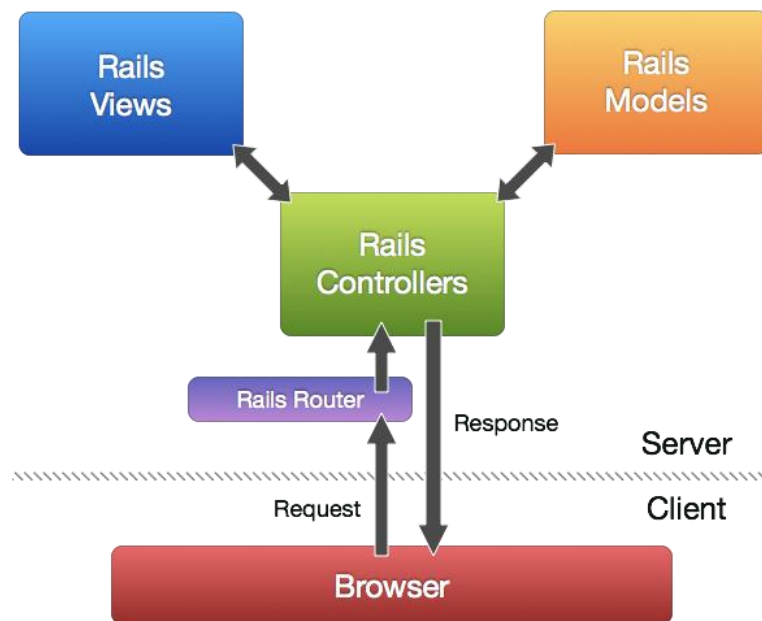 Rails
Views
Rails
Models
Rails
Controllers
Rails Router
Response
Server
Request
Client
Browser